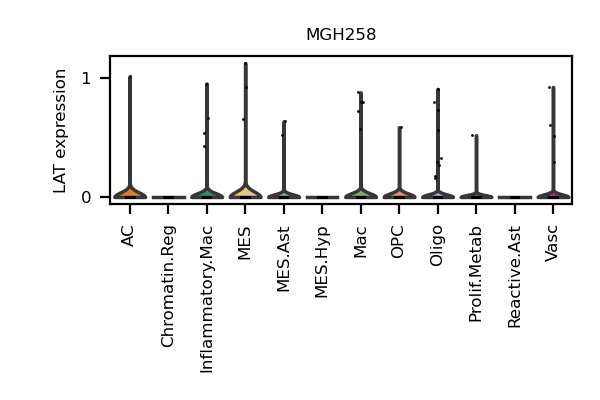 MGH258
LAT expression
1
0
AC
Chromatin.Reg
Inflammatory.Mac
MES
MES.Ast
MES.Hyp
Mac
OPC
Oligo
Prolif.Metab
Reactive.Ast
Vasc